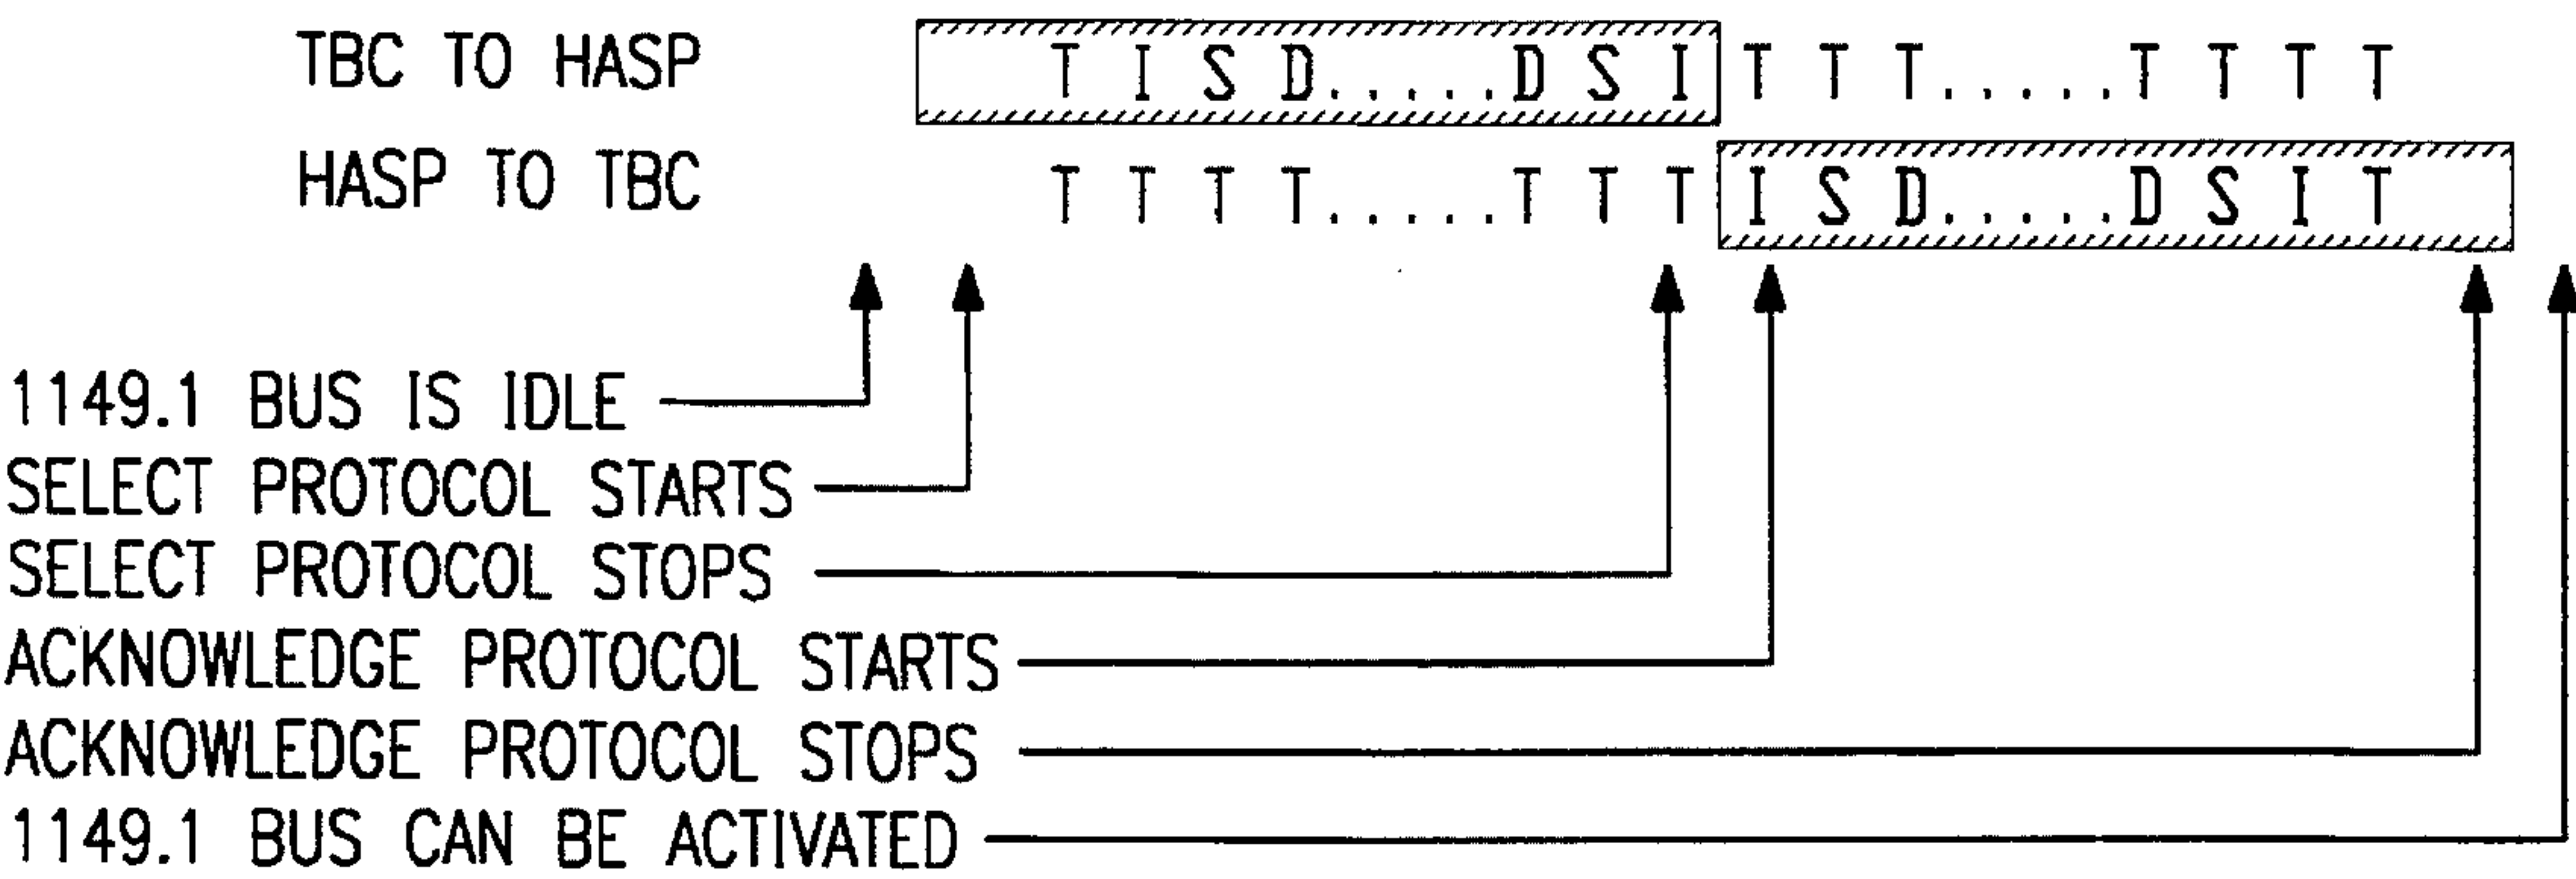 TBC TO HASP T I S D.....D S I T T T.....T T T T
HASP TO TBC T T T T.....T T T I S D.....D S I T
1149.1 BUS IS IDLE
SELECT PROTOCOL STARTS
SELECT PROTOCOL STOPS
ACKNOWLEDGE PROTOCOL STARTS
ACKNOWLEDGE PROTOCOL STOPS
1149.1 BUS CAN BE ACTIVATED